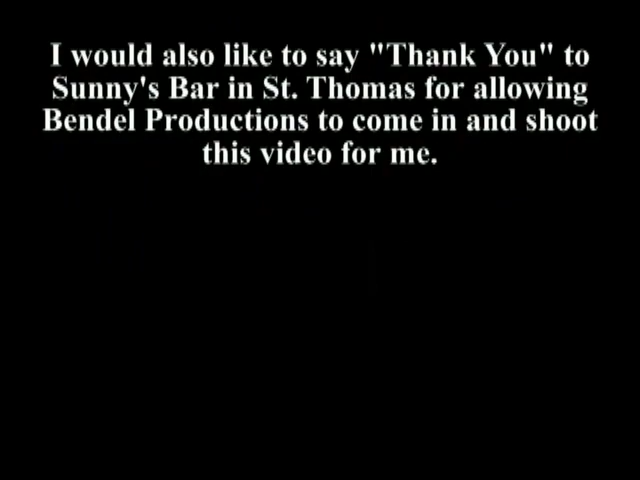 I would also like to say "Thank You" to
Sunny's Bar in St. Thomas for allowing
Bendel Productions to come in and shoot
this video for me.